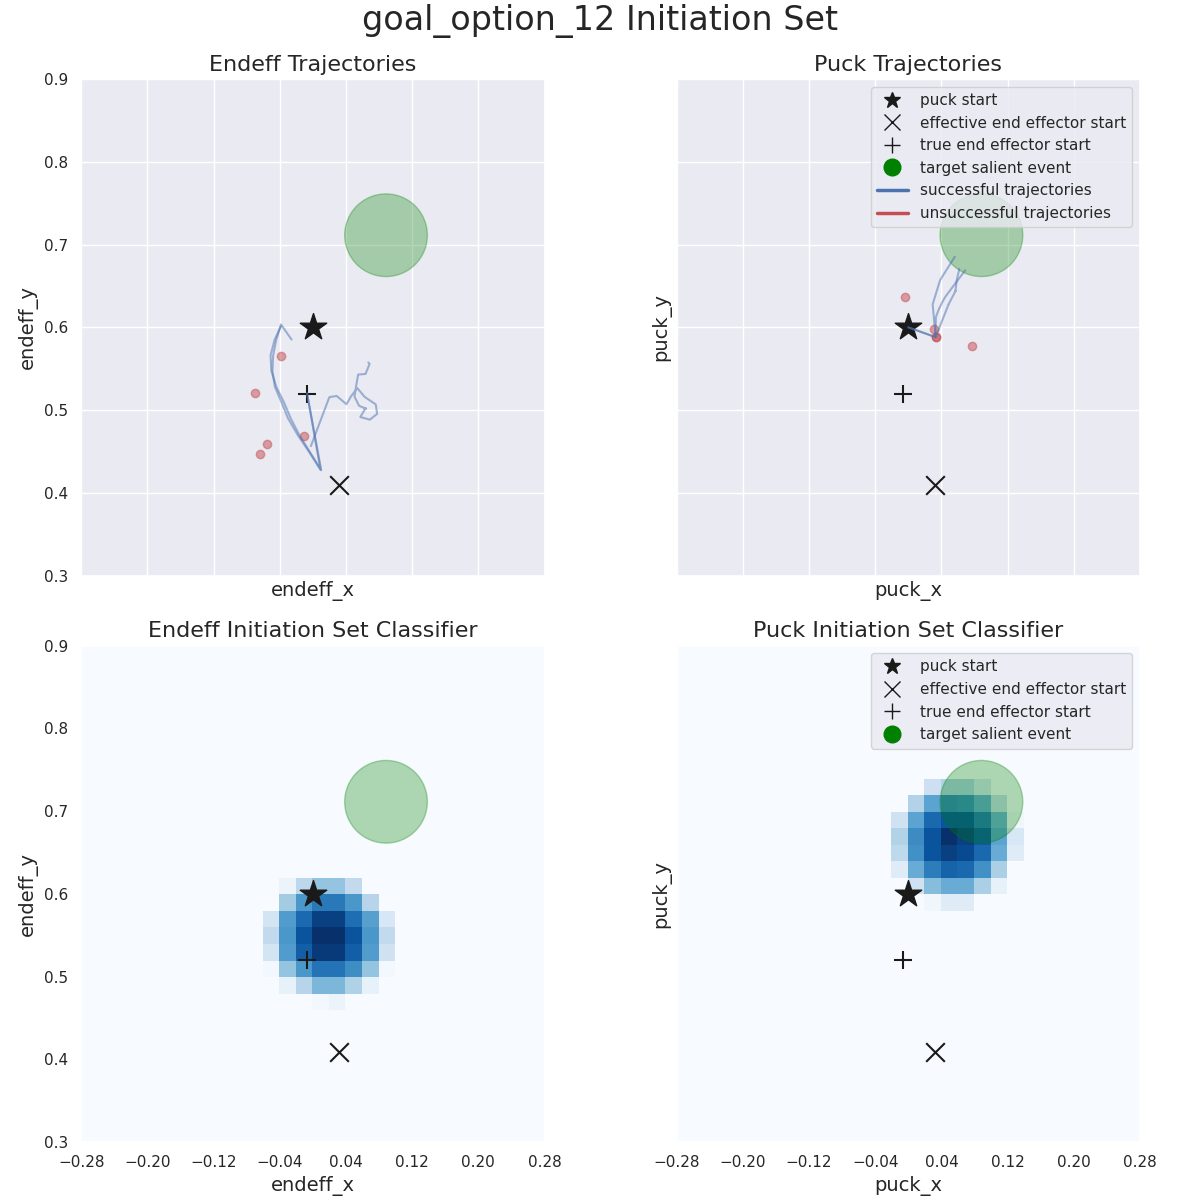 goal_option_12 Initiation Set
Endeff Trajectories
0.9
0.8
0.7
0.6
0.5
0.4
0.3
endeff_y
endeff_x
Puck Trajectories
puck start
effective end effector start
true end effector start
target salient event
successful trajectories
unsuccessful trajectories
puck_y
puck_x
Endeff Initiation Set Classifier
0.9
0.8
0.7
0.6
0.5
0.4
0.3
endeff_y
−0.28 −0.20 −0.12 −0.04 0.04 0.12 0.20 0.28
endeff_x
Puck Initiation Set Classifier
puck start
effective end effector start
true end effector start
target salient event
puck_y
−0.28 −0.20 −0.12 −0.04 0.04 0.12 0.20 0.28
puck_x